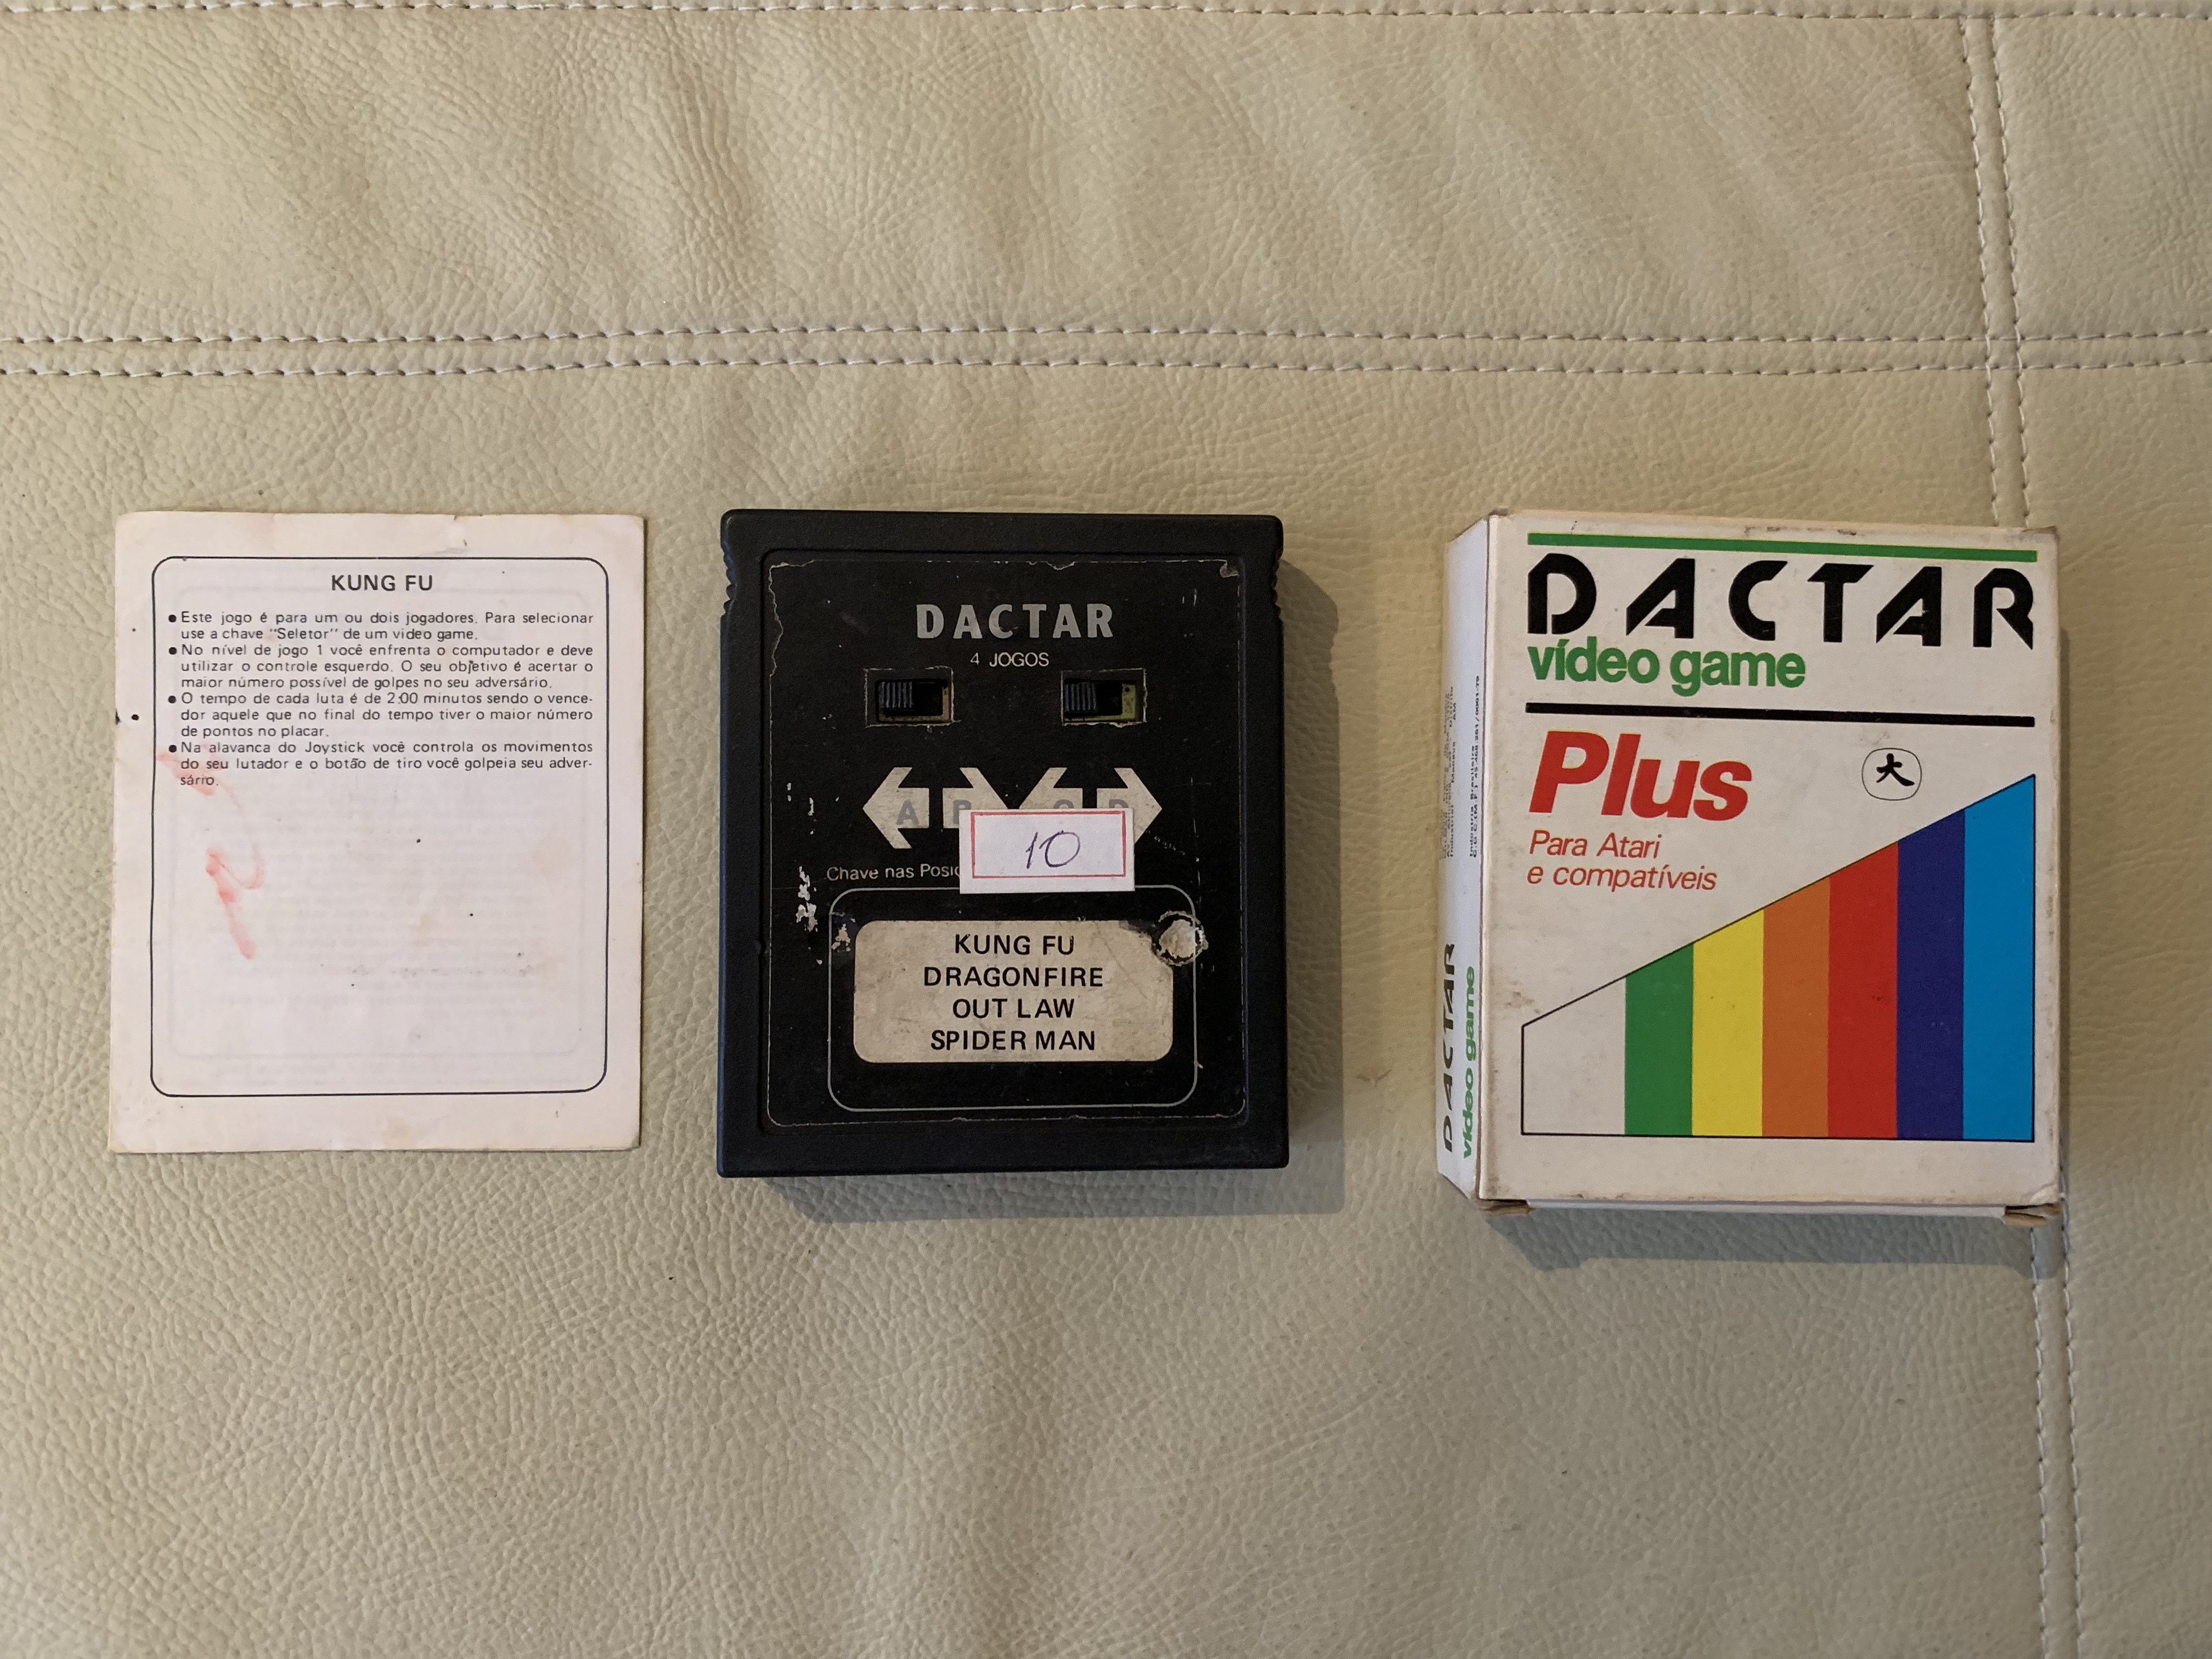 KUNG FU
● Este jogo é para um ou dois jogadores. Para selecionar
use a chave "Seletor" de um video game.
● No nível de jogo 1 você enfrenta o computador e deve
utilizar o controle esquerdo. O seu objetivo é acertar o
maior número possível de golpes no seu adversário.
● O tempo de cada luta é de 2:00 minutos sendo o vence-
dor aquele que no final do tempo tiver o maior número
de pontos no placar.
● Na alavanca do Joystick você controla os movimentos
do seu lutador e o botão de tiro você golpeia seu adver-
sário.
DACTAR
4 JOGOS
A B C D
10
Chave nas
KUNG FU
DRAGONFIRE
OUT LAW
SPIDER MAN
DACTAR
vídeo game
Plus
大
Para Atari
e compatíveis
DACTAR
vídeo game